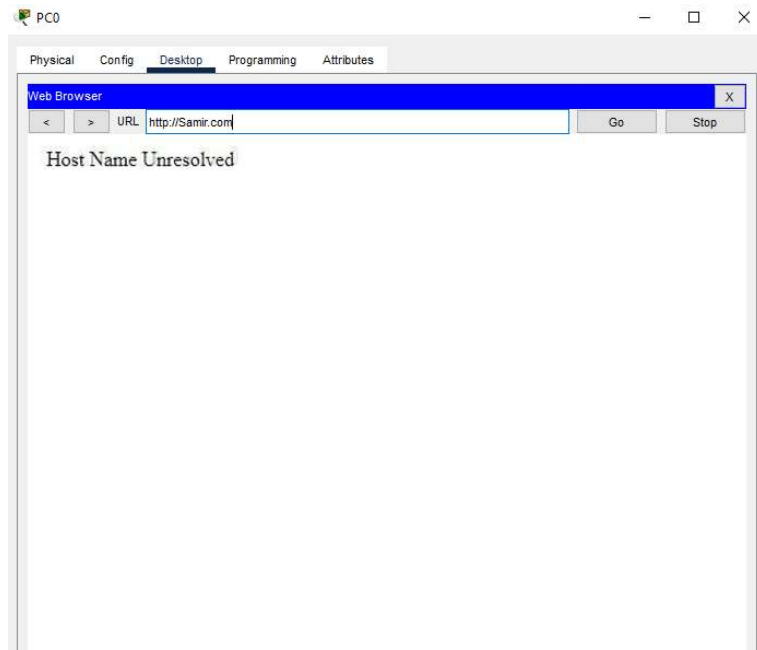 PC0
Physical Config Desktop Programming Attributes
Web Browser X
< > URL http://Samir.com Go Stop
Host Name Unresolved